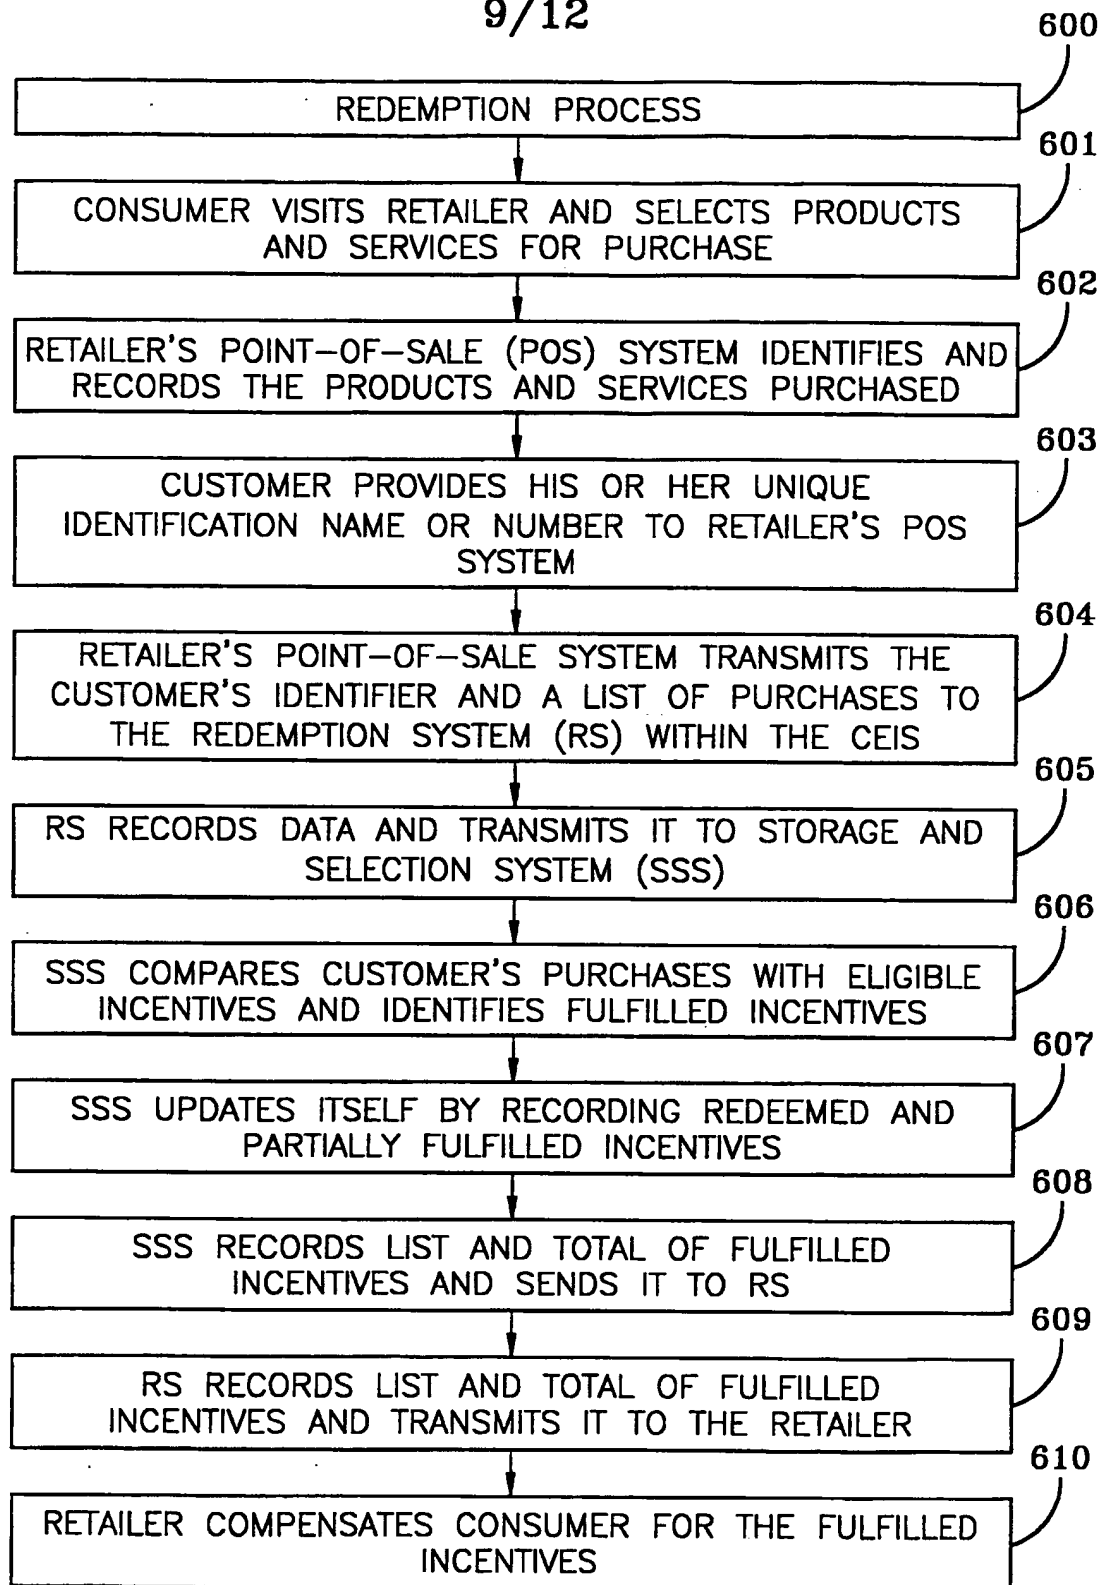 9/12
600
REDEMPTION PROCESS
601
CONSUMER VISITS RETAILER AND SELECTS PRODUCTS
AND SERVICES FOR PURCHASE
602
RETAILER'S POINT-OF-SALE (POS) SYSTEM IDENTIFIES AND
RECORDS THE PRODUCTS AND SERVICES PURCHASED
603
CUSTOMER PROVIDES HIS OR HER UNIQUE
IDENTIFICATION NAME OR NUMBER TO RETAILER'S POS
SYSTEM
604
RETAILER'S POINT-OF-SALE SYSTEM TRANSMITS THE
CUSTOMER'S IDENTIFIER AND A LIST OF PURCHASES TO
THE REDEMPTION SYSTEM (RS) WITHIN THE CEIS
605
RS RECORDS DATA AND TRANSMITS IT TO STORAGE AND
SELECTION SYSTEM (SSS)
606
SSS COMPARES CUSTOMER'S PURCHASES WITH ELIGIBLE
INCENTIVES AND IDENTIFIES FULFILLED INCENTIVES
607
SSS UPDATES ITSELF BY RECORDING REDEEMED AND
PARTIALLY FULFILLED INCENTIVES
608
SSS RECORDS LIST AND TOTAL OF FULFILLED
INCENTIVES AND SENDS IT TO RS
609
RS RECORDS LIST AND TOTAL OF FULFILLED
INCENTIVES AND TRANSMITS IT TO THE RETAILER
610
RETAILER COMPENSATES CONSUMER FOR THE FULFILLED
INCENTIVES